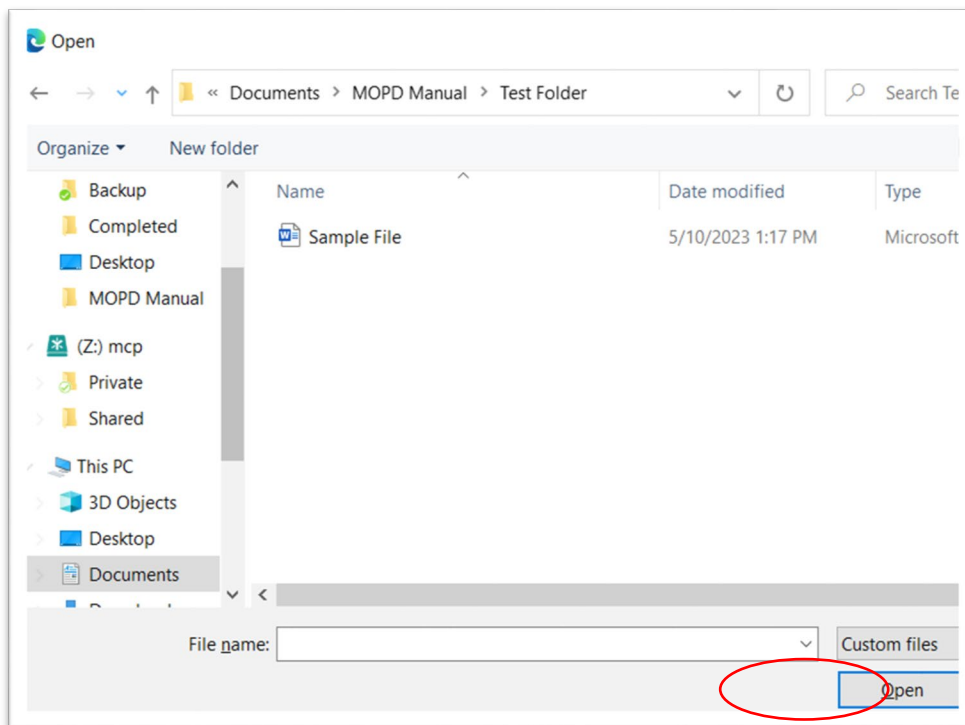 Open
« Documents > MOPD Manual > Test Folder
Search Te
Organize
New folder
Name
Date modified
Type
Backup
Completed
Desktop
MOPD Manual
(Z:) mcp
Private
Shared
This PC
3D Objects
Desktop
Documents
Sample File
5/10/2023 1:17 PM
Microsoft
File name:
Custom files
Open